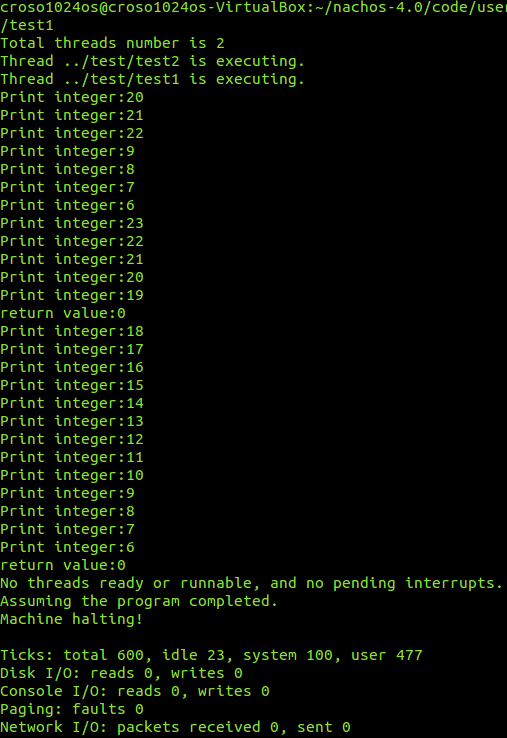 croso1024os@croso1024os-VirtualBox:~/nachos-4.0/code/user
/test1
Total threads number is 2
Thread ../test/test2 is executing.
Thread ../test/test1 is executing.
Print integer:20
Print integer:21
Print integer:22
Print integer:9
Print integer:8
Print integer:7
Print integer:6
Print integer:23
Print integer:22
Print integer:21
Print integer:20
Print integer:19
return value:0
Print integer:18
Print integer:17
Print integer:16
Print integer:15
Print integer:14
Print integer:13
Print integer:12
Print integer:11
Print integer:10
Print integer:9
Print integer:8
Print integer:7
Print integer:6
return value:0
No threads ready or runnable, and no pending interrupts.
Assuming the program completed.
Machine halting!

Ticks: total 600, idle 23, system 100, user 477
Disk I/O: reads 0, writes 0
Console I/O: reads 0, writes 0
Paging: faults 0
Network I/O: packets received 0, sent 0